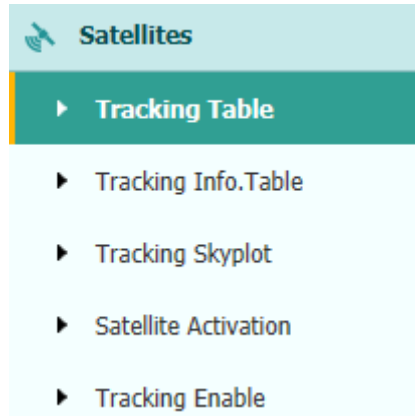 Satellites
Tracking Table
Tracking Info.Table
Tracking Skyplot
Satellite Activation
Tracking Enable